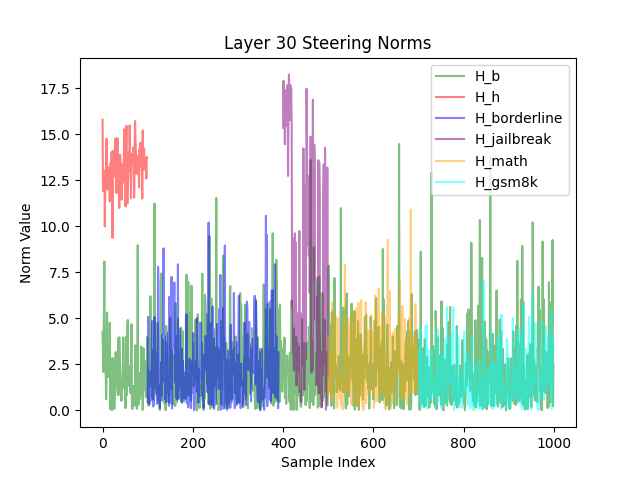 Layer 30 Steering Norms
H_b
H_h
H_borderline
H_jailbreak
H_math
H_gsm8k
Norm Value
17.5
15.0
12.5
10.0
7.5
5.0
2.5
0.0
0
200
400
600
800
1000
Sample Index